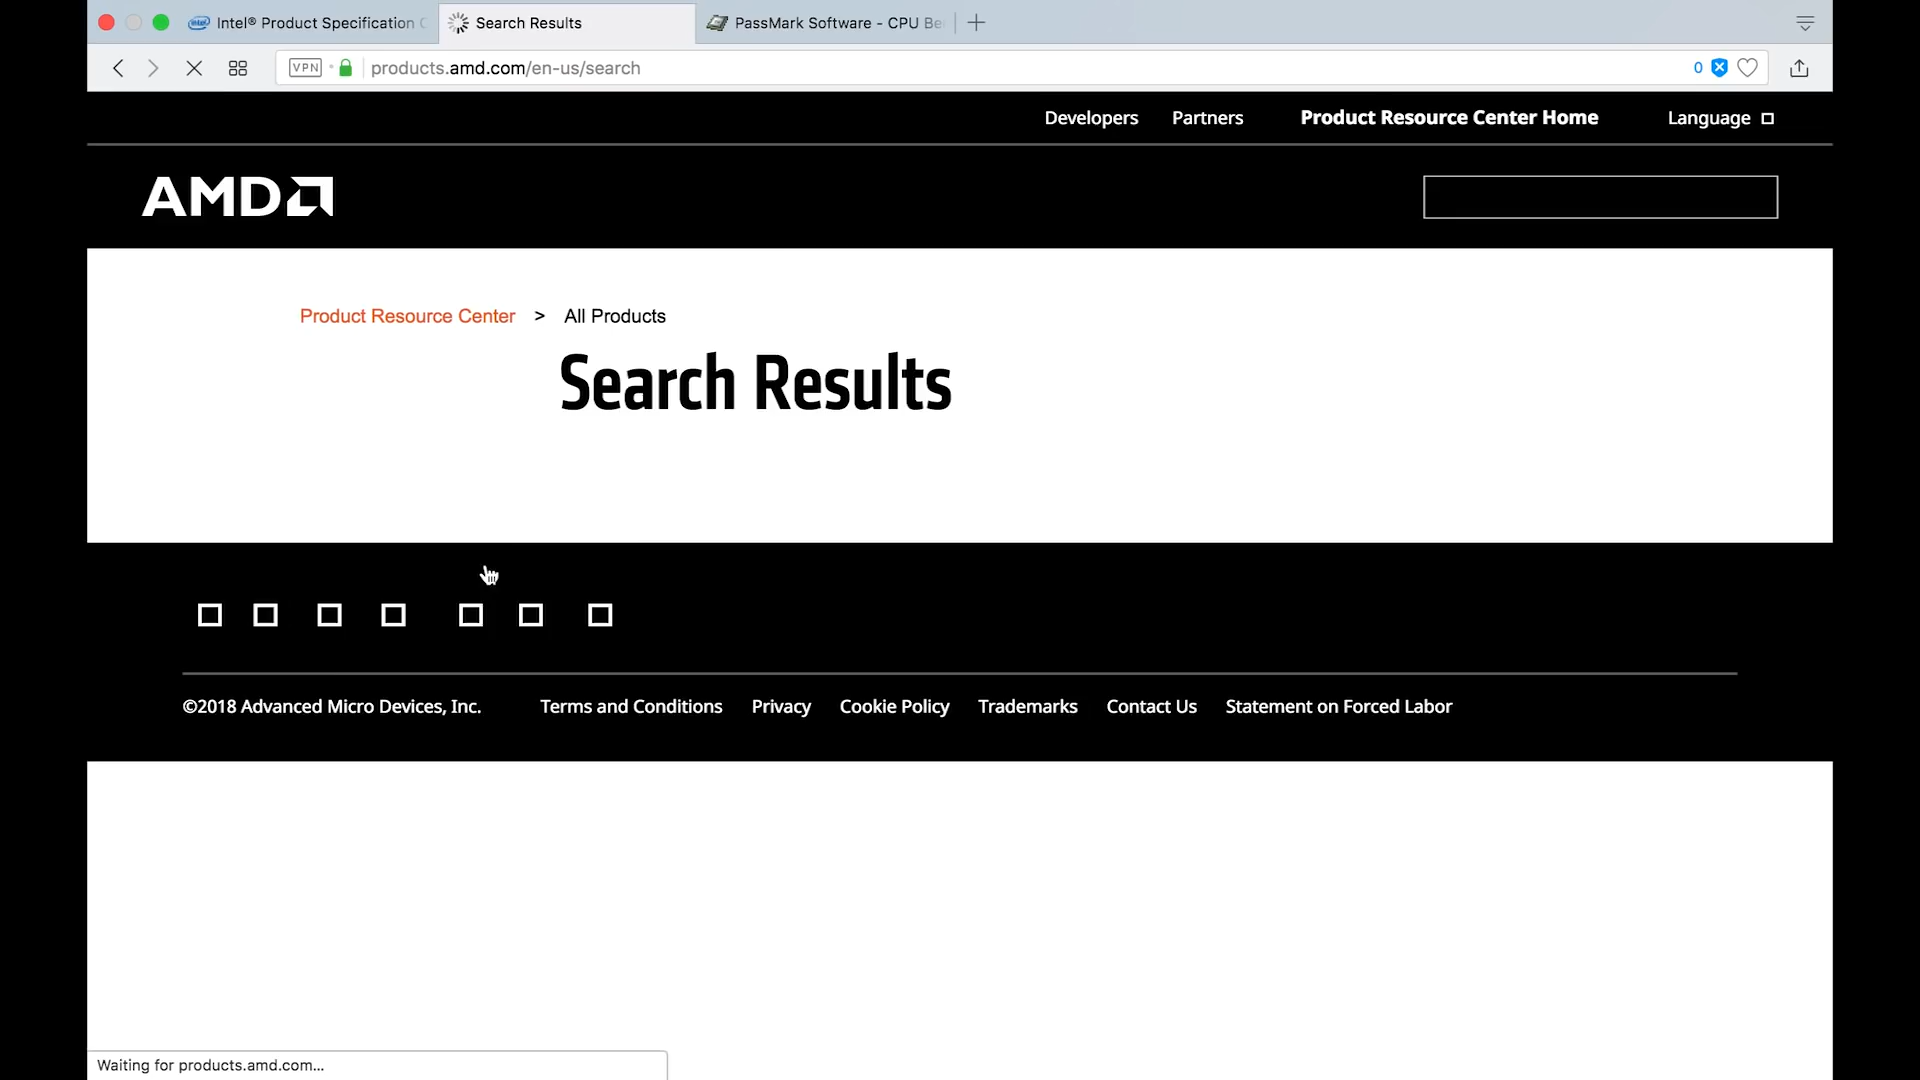 Intel® Product Specification
Search Results
PassMark Software - CPU Be
VPN
products.amd.com/en-us/search
0
Developers
Partners
Product Resource Center Home
Language
AMD
Product Resource Center > All Products
Search Results
©2018 Advanced Micro Devices, Inc.
Terms and Conditions
Privacy
Cookie Policy
Trademarks
Contact Us
Statement on Forced Labor
Waiting for products.amd.com...